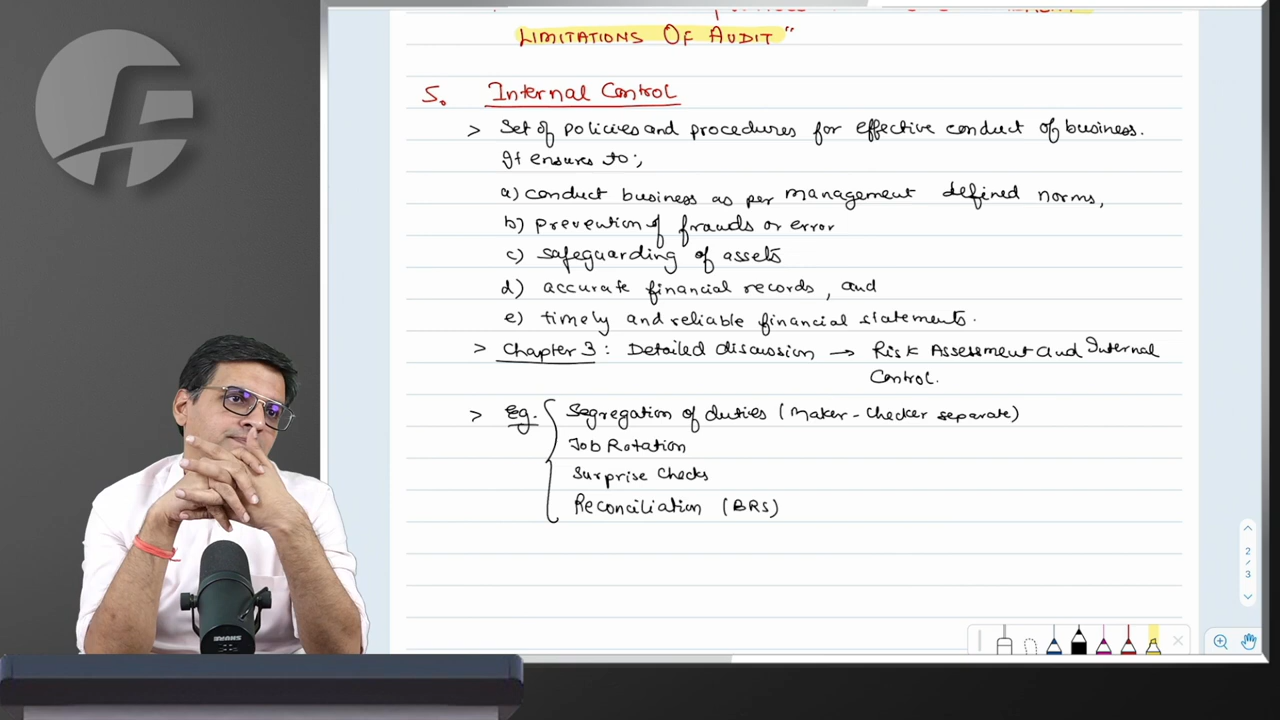 LIMITATIONS OF AUDIT"
5. Internal Control
> Set of policies and procedures for effective conduct of business.
It ensures to:,
a) conduct business as per management defined norms,
b) prevention of frauds or error
c) safeguarding of assets
d) accurate financial records, and
e) timely and reliable financial statements.
> Chapter 3 : Detailed discussion → Risk Assessment and Internal
Control.
> Eg. Segregation of duties (Maker-Checker separate)
Job Rotation
Surprise Checks
Reconciliation (BRS)
2
/
3
SHURE